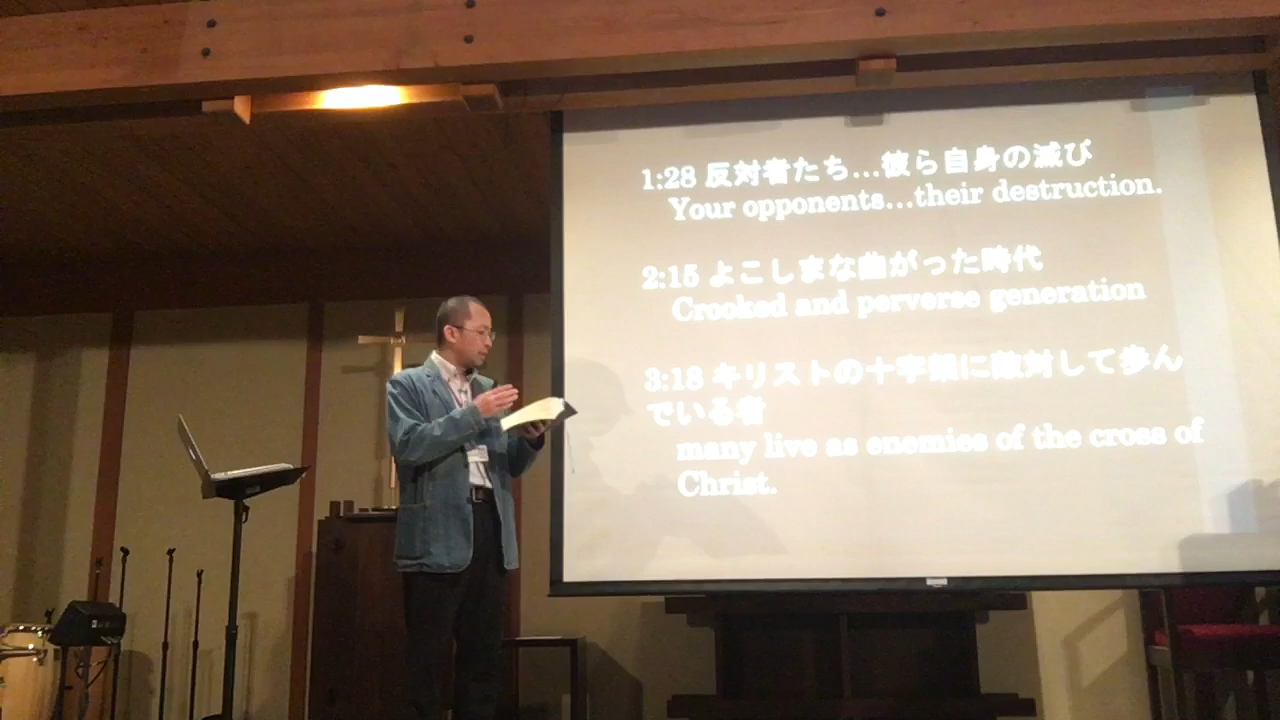 1:28 反対者たち…彼ら自身の滅び
Your opponents...their destruction.
2:15 よこしまな曲がった時代
Crooked and perverse generation
3:18 キリストの十字架に敵対して歩ん
でいる者
many live as enemies of the cross of
Christ.